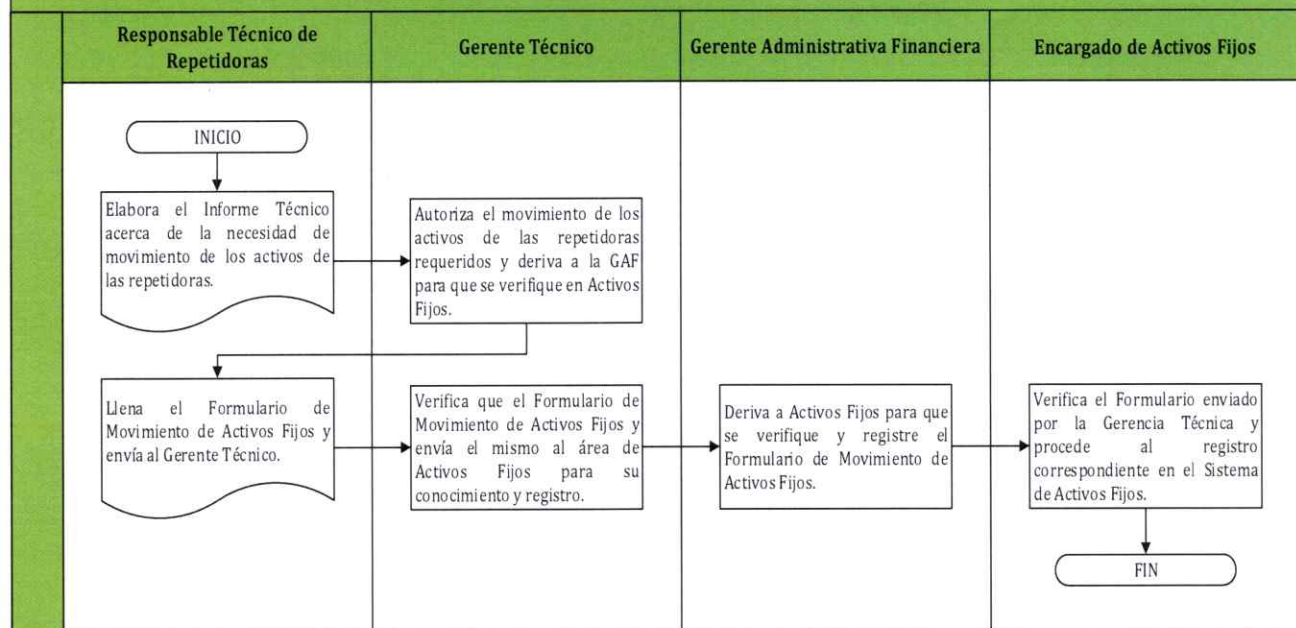 Responsable Técnico de
Repetidoras
Gerente Técnico
Gerente Administrativa Financiera
Encargado de Activos Fijos
INICIO
Elabora el Informe Técnico
acerca de la necesidad de
movimiento de los activos de
las repetidoras.
Autoriza el movimiento de los
activos de las repetidoras
requeridos y deriva a la GAF
para que se verifique en Activos
Fijos.
Llena el Formulario de
Movimiento de Activos Fijos y
envía al Gerente Técnico.
Verifica que el Formulario de
Movimiento de Activos Fijos y
envía el mismo al área de
Activos Fijos para su
conocimiento y registro.
Deriva a Activos Fijos para que
se verifique y registre el
Formulario de Movimiento de
Activos Fijos.
Verifica el Formulario enviado
por la Gerencia Técnica y
procede al registro
correspondiente en el Sistema
de Activos Fijos.
FIN